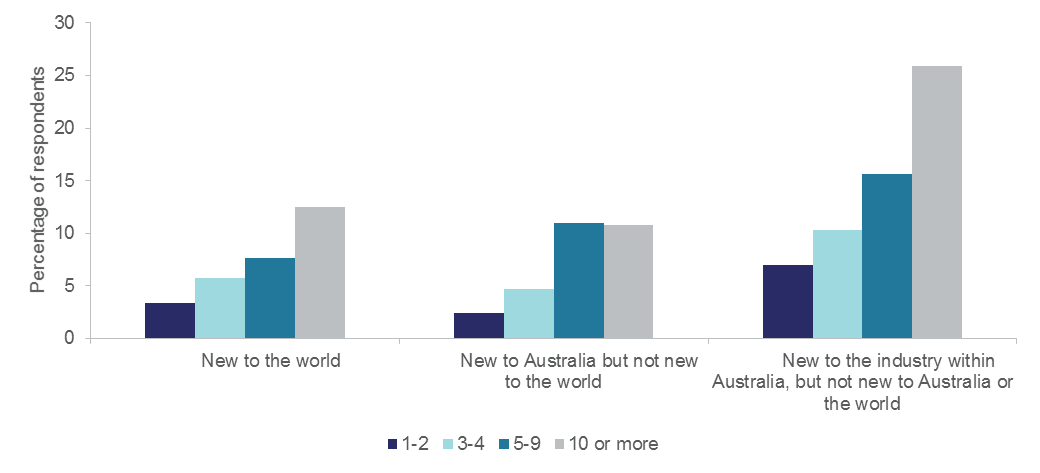 30
25
20
15
10
5
0
Percentage of respondents
New to the world
New to Australia but not new
to the world
New to the industry within
Australia, but not new to Australia or
the world
1-2 3-4 5-9 10 or more